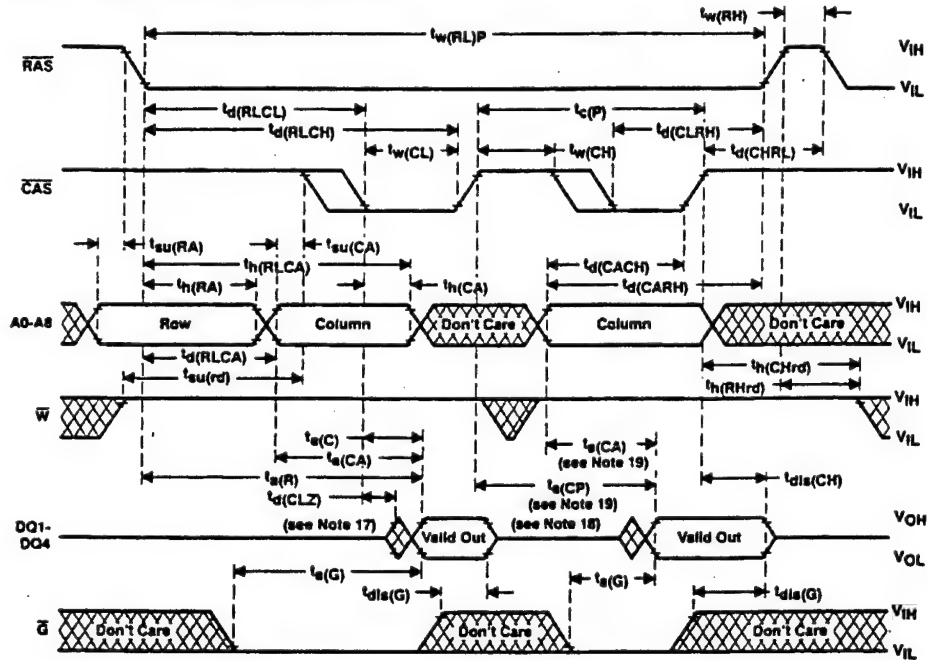 tw(RH)
tw(RL)P
RAS
VIH
VIL
td(RLCL)
tc(P)
td(RLCH)
td(CLRH)
tw(CL)
tw(CH)
td(CHRL)
CAS
VIH
VIL
tsu(RA)
tsu(CA)
th(RLCA)
td(CACH)
th(RA)
th(CA)
td(CARH)
A0-A8
Row
Column
Don't Care
Column
Don't Care
VIH
VIL
td(RLCA)
tsu(rd)
th(CHrd)
th(RHrd)
W
VIH
VIL
ta(C)
ta(CA)
ta(CA)
(see Note 19)
ta(R)
ta(CP)
tdis(CH)
td(CLZ)
(see Note 19)
(see Note 17)
(see Note 18)
DQ1-
DQ4
Valid Out
Valid Out
VOH
VOL
ta(G)
ta(G)
tdis(G)
tdis(G)
G
Don't Care
Don't Care
Don't Care
VIH
VIL